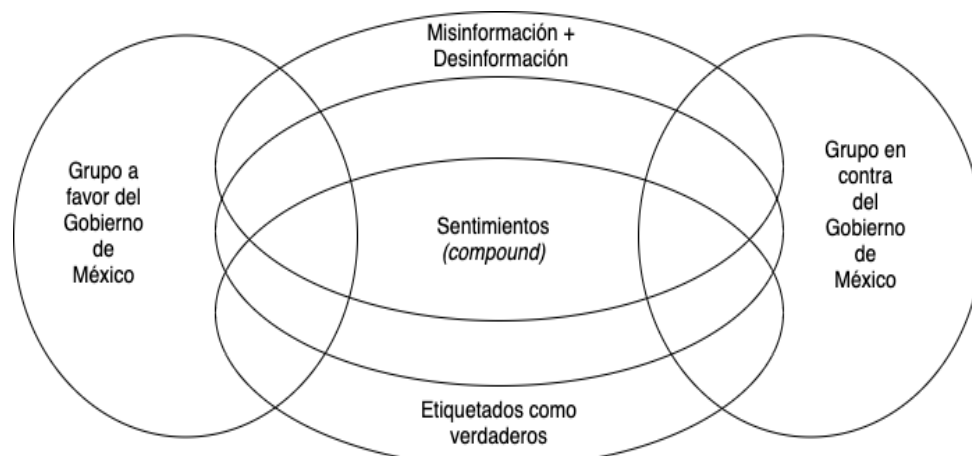 Misinformación +
Desinformación
Grupo a
favor del
Gobierno
de
México
Sentimientos
(compound)
Grupo en
contra
del
Gobierno
de
México
Etiquetados como
verdaderos